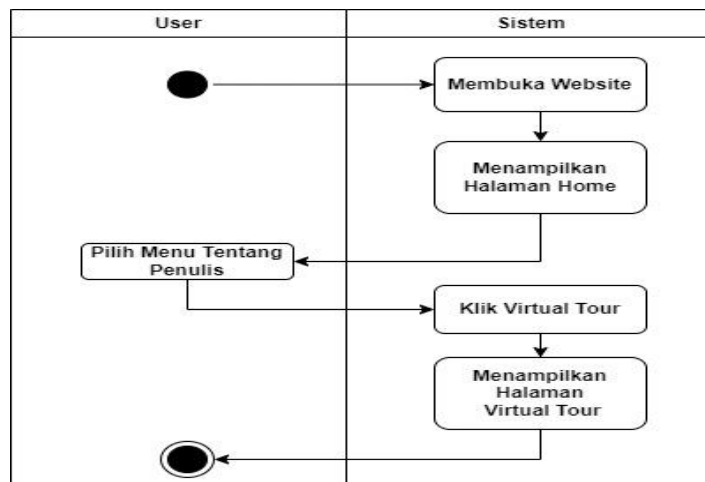 User
Sistem
Membuka Website
Menampilkan
Halaman Home
Pilih Menu Tentang
Penulis
Klik Virtual Tour
Menampilkan
Halaman
Virtual Tour